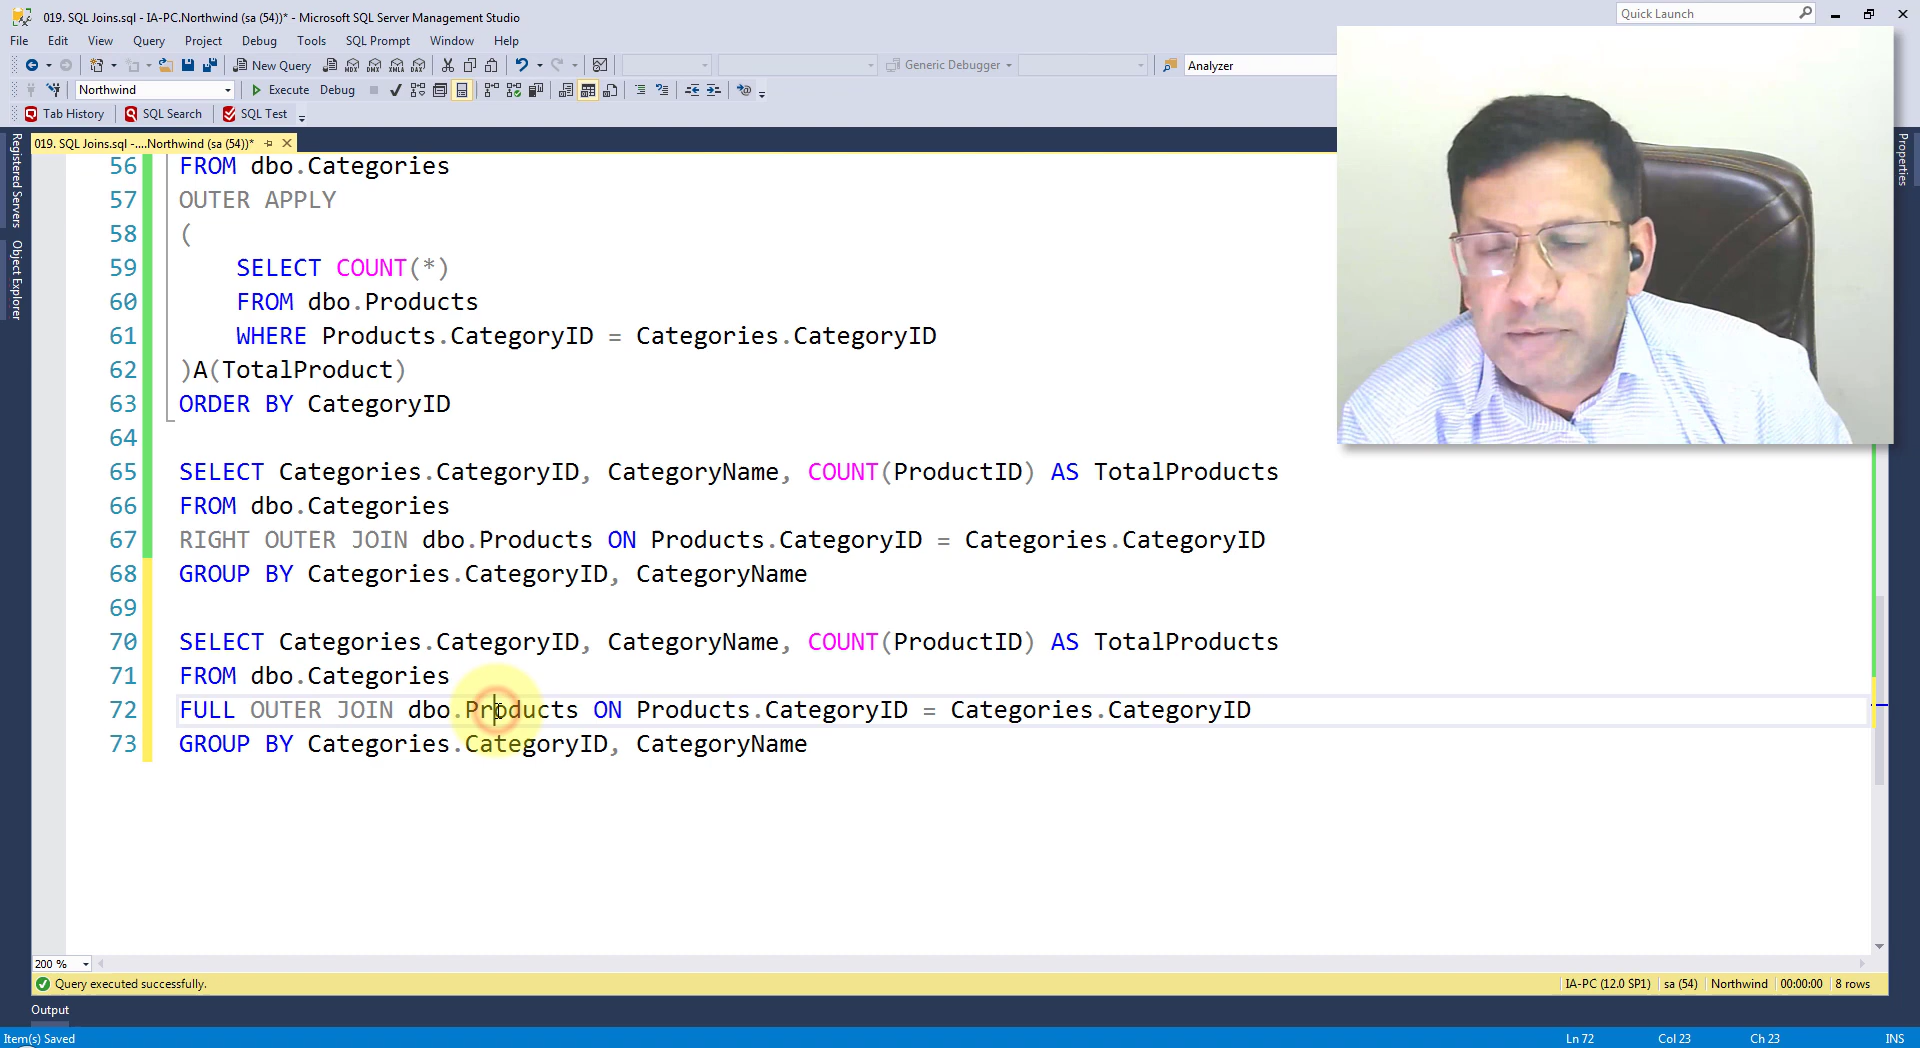 019. SQL Joins.sql - IA-PC.Northwind (sa (54))* - Microsoft SQL Server Management Studio
Quick Launch
File Edit View Query Project Debug Tools SQL Prompt Window Help
New Query
Generic Debugger
Analyzer
Northwind
Execute Debug
Tab History SQL Search SQL Test
Registered Servers
Object Explorer
Properties
019. SQL Joins.sql -....Northwind (sa (54))*
56 FROM dbo.Categories
57 OUTER APPLY
58 (
59 SELECT COUNT(*)
60 FROM dbo.Products
61 WHERE Products.CategoryID = Categories.CategoryID
62 )A(TotalProduct)
63 ORDER BY CategoryID
64
65 SELECT Categories.CategoryID, CategoryName, COUNT(ProductID) AS TotalProducts
66 FROM dbo.Categories
67 RIGHT OUTER JOIN dbo.Products ON Products.CategoryID = Categories.CategoryID
68 GROUP BY Categories.CategoryID, CategoryName
69
70 SELECT Categories.CategoryID, CategoryName, COUNT(ProductID) AS TotalProducts
71 FROM dbo.Categories
72 FULL OUTER JOIN dbo.Products ON Products.CategoryID = Categories.CategoryID
73 GROUP BY Categories.CategoryID, CategoryName
200 %
Query executed successfully.
IA-PC (12.0 SP1) sa (54) Northwind 00:00:00 8 rows
Output
Item(s) Saved
Ln 72 Col 23 Ch 23 INS